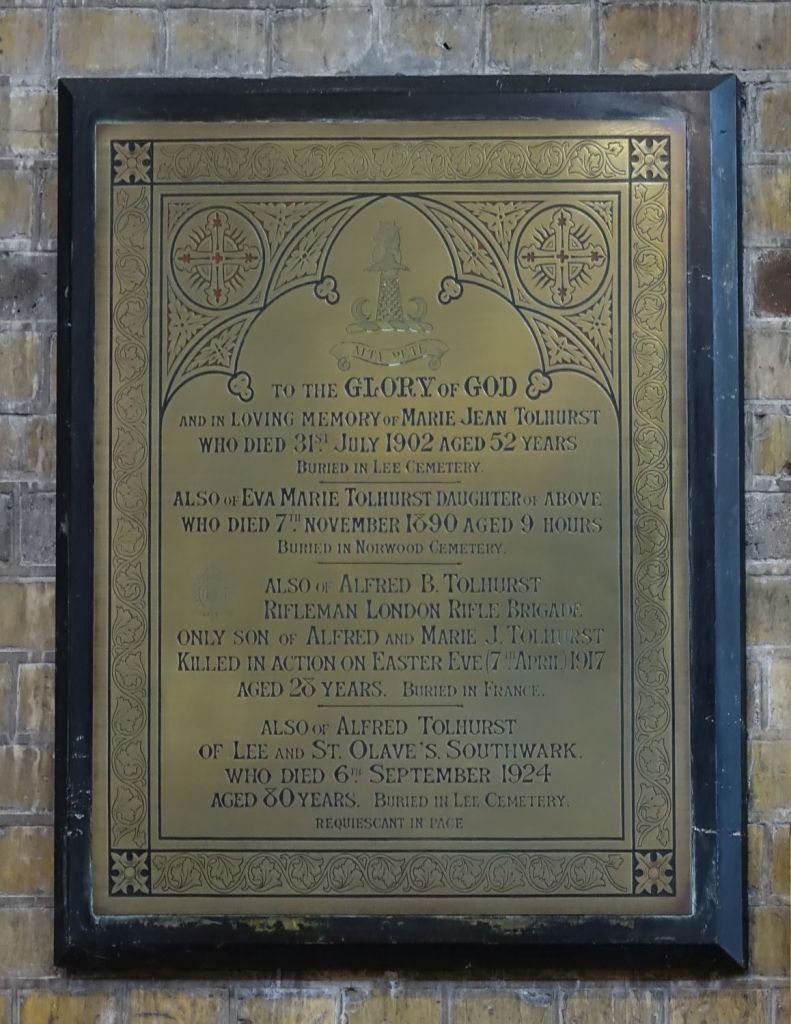 ALTE PETE
TO THE GLORY OF GOD
AND IN LOVING MEMORY OF MARIE JEAN TOLHURST
WHO DIED 31ST JULY 1902 AGED 52 YEARS
BURIED IN LEE CEMETERY.
ALSO OF EVA MARIE TOLHURST DAUGHTER OF ABOVE
WHO DIED 7TH NOVEMBER 1890 AGED 9 HOURS
BURIED IN NORWOOD CEMETERY.
ALSO OF ALFRED B. TOLHURST
RIFLEMAN LONDON RIFLE BRIGADE
ONLY SON OF ALFRED AND MARIE J. TOLHURST
KILLED IN ACTION ON EASTER EVE (7TH APRIL) 1917
AGED 28 YEARS. BURIED IN FRANCE.
ALSO OF ALFRED TOLHURST
OF LEE AND ST. OLAVE'S, SOUTHWARK.
WHO DIED 6TH SEPTEMBER 1924
AGED 80 YEARS. BURIED IN LEE CEMETERY.
REQUIESCANT IN PACE